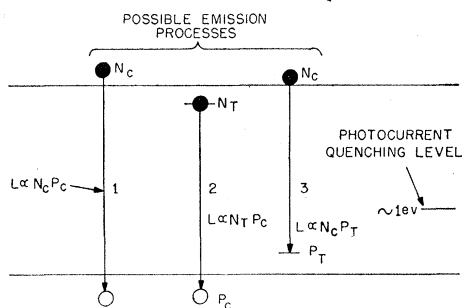 POSSIBLE EMISSION
PROCESSES
N_C
N_T
N_C
PHOTOCURRENT
QUENCHING LEVEL
L∝N_C P_C
1
2
3
~1ev
L∝N_T P_C
L∝N_C P_T
P_T
P_C